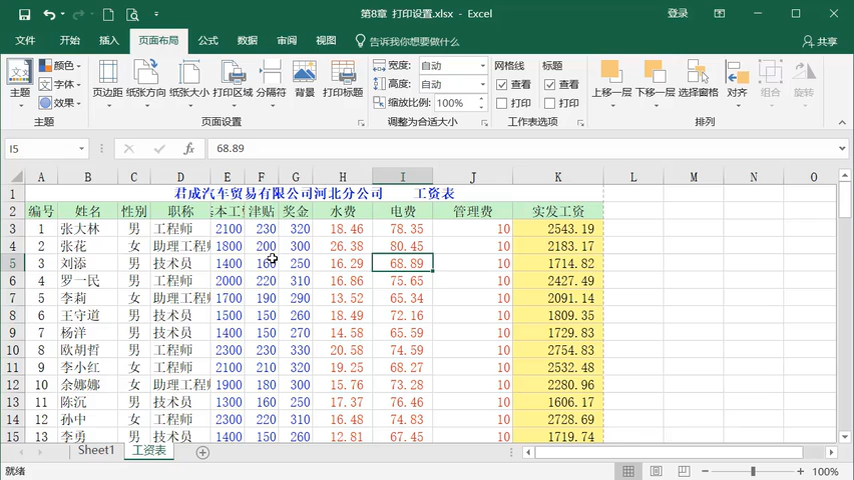 第8章 打印设置.xlsx - Excel
登录
文件 开始 插入 页面布局 公式 数据 审阅 视图 告诉我你想要做什么 共享
主题 颜色 字体 效果 页边距 纸张方向 纸张大小 打印区域 分隔符 背景 打印标题 宽度: 自动 高度: 自动 缩放比例: 100% 网格线 查看 打印 标题 查看 打印 上移一层 下移一层 选择窗格 对齐 组合 旋转
主题 页面设置 调整为合适大小 工作表选项 排列
I5 fx 68.89
A B C D E F G H I J K L M N O
1 君成汽车贸易有限公司河北分公司 工资表
2 编号 姓名 性别 职称 基本工 津贴 奖金 水费 电费 管理费 实发工资
3 1 张大林 男 工程师 2100 230 320 18.46 78.35 10 2543.19
4 2 张花 女 助理工程师 1800 200 300 26.38 80.45 10 2183.17
5 3 刘添 男 技术员 1400 160 250 16.29 68.89 10 1714.82
6 4 罗一民 男 工程师 2000 220 310 16.86 75.65 10 2427.49
7 5 李莉 女 助理工程师 1700 190 290 13.52 65.34 10 2091.14
8 6 王守道 男 技术员 1500 150 260 18.49 72.16 10 1809.35
9 7 杨洋 男 技术员 1400 150 270 14.58 65.59 10 1729.83
10 8 欧胡哲 男 工程师 2300 230 330 20.58 74.59 10 2754.83
11 9 李小红 女 工程师 2100 210 320 19.25 68.27 10 2532.48
12 10 余娜娜 女 助理工程师 1900 180 300 15.76 73.28 10 2280.96
13 11 陈沉 男 技术员 1300 160 250 17.37 76.46 10 1606.17
14 12 孙中 女 工程师 2300 220 310 16.48 74.83 10 2728.69
15 13 李勇 男 技术员 1400 150 260 12.81 67.45 10 1719.74
Sheet1 工资表
就绪 100%